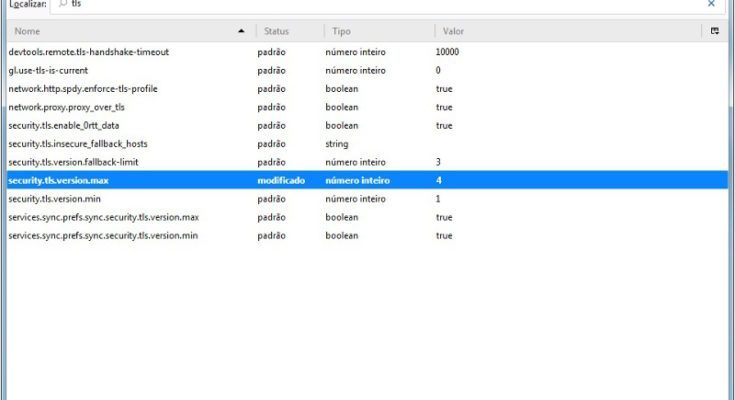 Localizar: tls
Nome Status Tipo Valor
devtools.remote.tls-handshake-timeout padrão número inteiro 10000
gl.use-tls-is-current padrão número inteiro 0
network.http.spdy.enforce-tls-profile padrão boolean true
network.proxy.proxy_over_tls padrão boolean true
security.tls.enable_0rtt_data padrão boolean true
security.tls.insecure_fallback_hosts padrão string
security.tls.version.fallback-limit padrão número inteiro 3
security.tls.version.max modificado número inteiro 4
security.tls.version.min padrão número inteiro 1
services.sync.prefs.sync.security.tls.version.max padrão boolean true
services.sync.prefs.sync.security.tls.version.min padrão boolean true